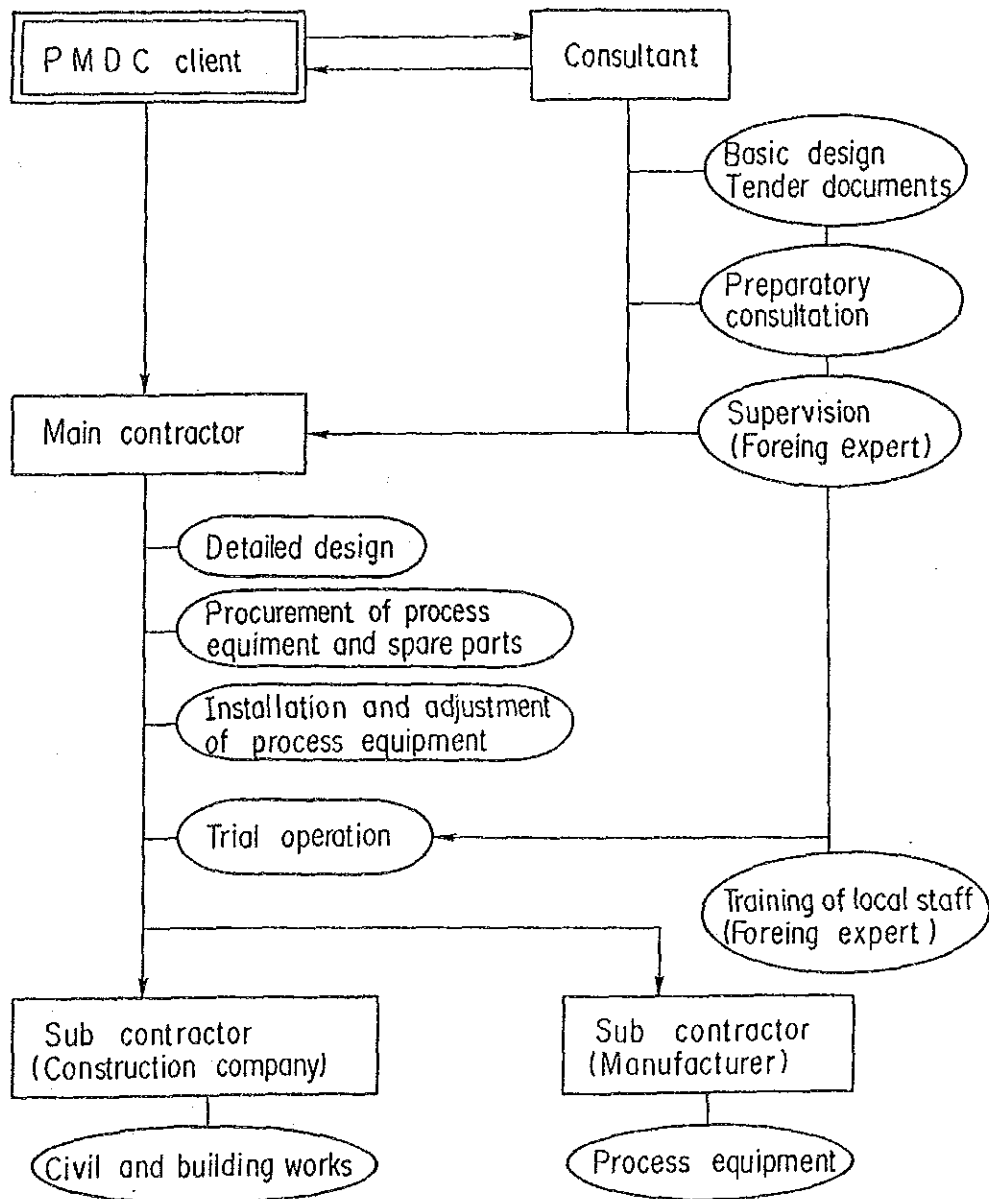 PMDC client
Consultant
Basic design
Tender documents
Preparatory
consultation
Supervision
(Foreing expert)
Main contractor
Detailed design
Procurement of process
equiment and spare parts
Installation and adjustment
of process equipment
Trial operation
Training of local staff
(Foreing expert)
Sub contractor
(Construction company)
Sub contractor
(Manufacturer)
Civil and building works
Process equipment